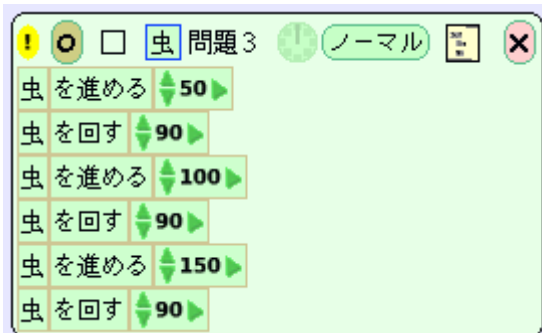 ! 虫 問題3 ノーマル
虫 を進める 50
虫 を回す 90
虫 を進める 100
虫 を回す 90
虫 を進める 150
虫 を回す 90